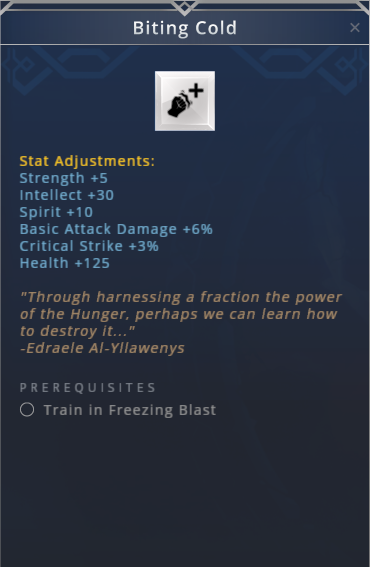 Biting Cold
Stat Adjustments:
Strength +5
Intellect +30
Spirit +10
Basic Attack Damage +6%
Critical Strike +3%
Health +125
"Through harnessing a fraction the power
of the Hunger, perhaps we can learn how
to destroy it..."
-Edraele Al-Yllawenys
PREREQUISITES
Train in Freezing Blast